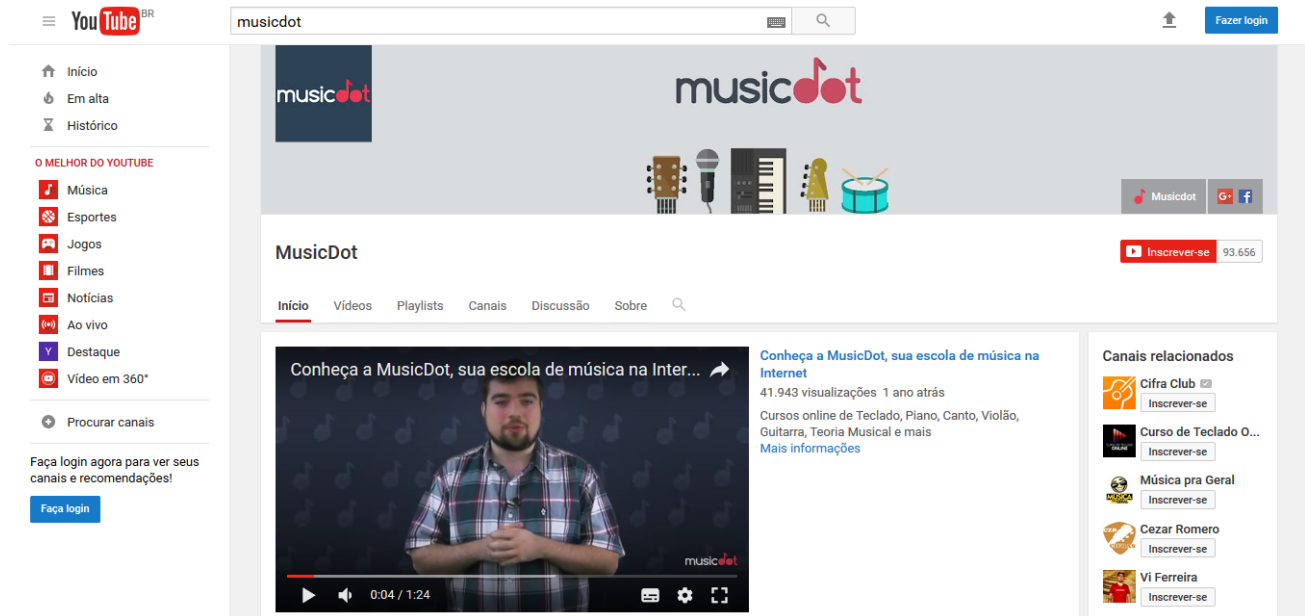 YouTube BR
musicdot
Fazer login
Início
Em alta
Histórico
O MELHOR DO YOUTUBE
Música
Esportes
Jogos
Filmes
Notícias
Ao vivo
Y Destaque
Vídeo em 360°
Procurar canais
Faça login agora para ver seus
canais e recomendações!
Faça login
musicdot
musicdot
Musicdot
G+ f
MusicDot
Inscrever-se 93.656
Início Vídeos Playlists Canais Discussão Sobre
Conheça a MusicDot, sua escola de música na Inter...
musicdot
0:04 / 1:24
Conheça a MusicDot, sua escola de música na
Internet
41.943 visualizações 1 ano atrás
Cursos online de Teclado, Piano, Canto, Violão,
Guitarra, Teoria Musical e mais
Mais informações
Canais relacionados
Cifra Club
Inscrever-se
Curso de Teclado O...
Inscrever-se
Música pra Geral
Inscrever-se
Cezar Romero
Inscrever-se
Vi Ferreira
Inscrever-se